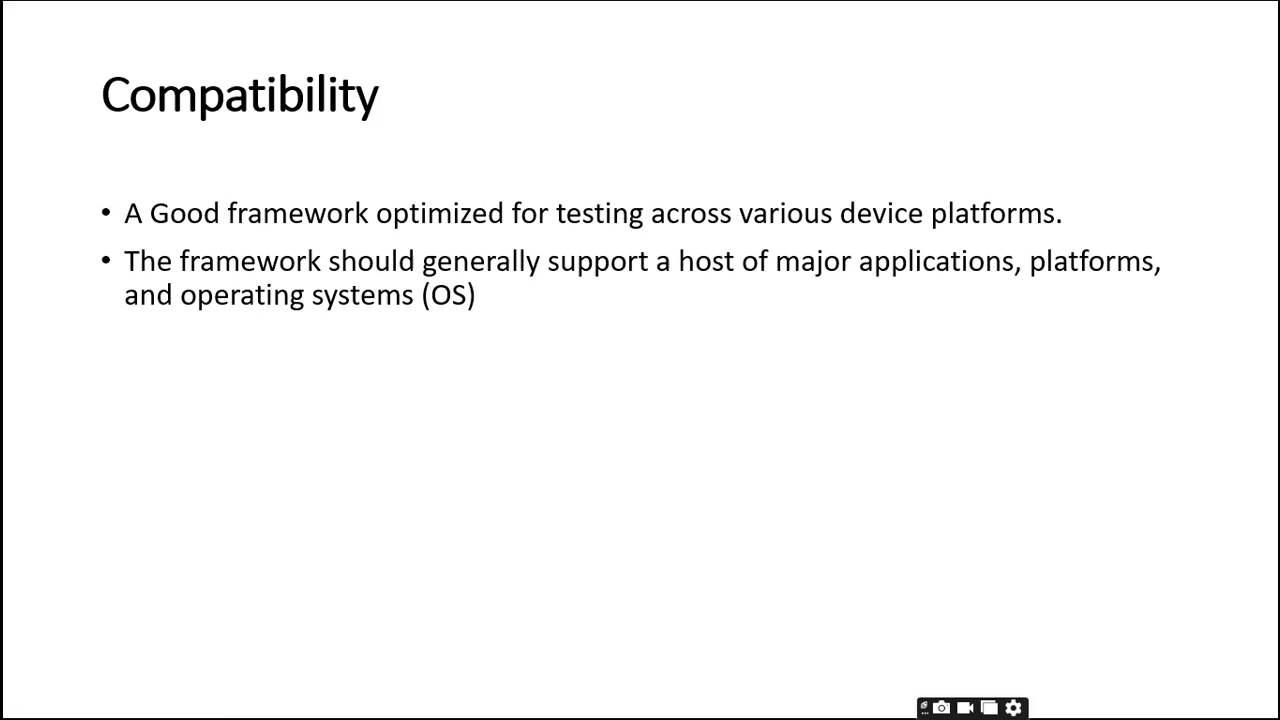 Compatibility
• A Good framework optimized for testing across various device platforms.
• The framework should generally support a host of major applications, platforms,
and operating systems (OS)